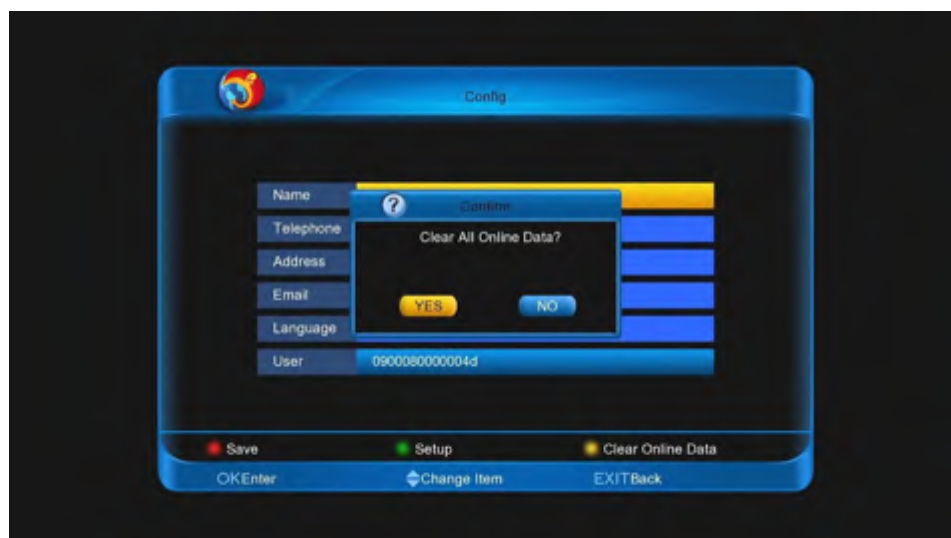 Config
Name
Confirm
Telephone
Clear All Online Data?
Address
Email
YES NO
Language
User 0900080000004d
Save Setup Clear Online Data
OKEnter Change Item EXITBack